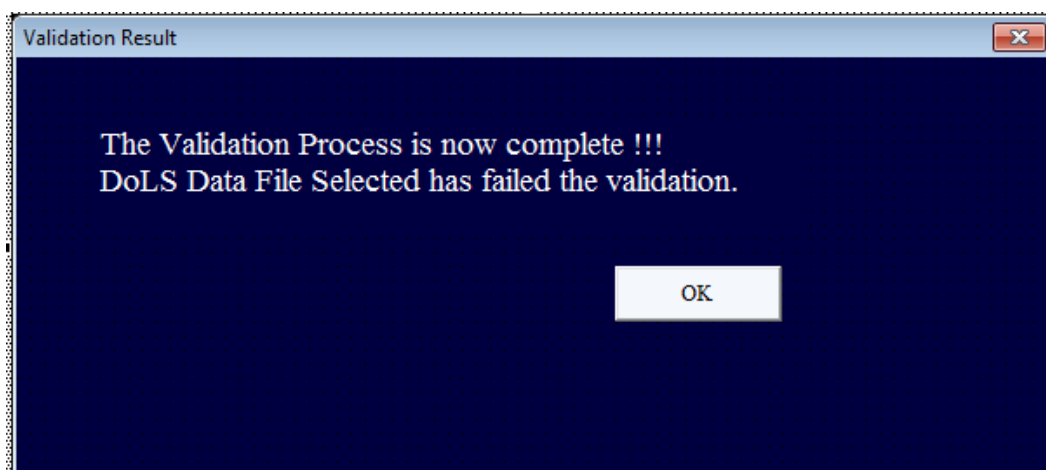 Validation Result
The Validation Process is now complete !!!
DoLS Data File Selected has failed the validation.
OK